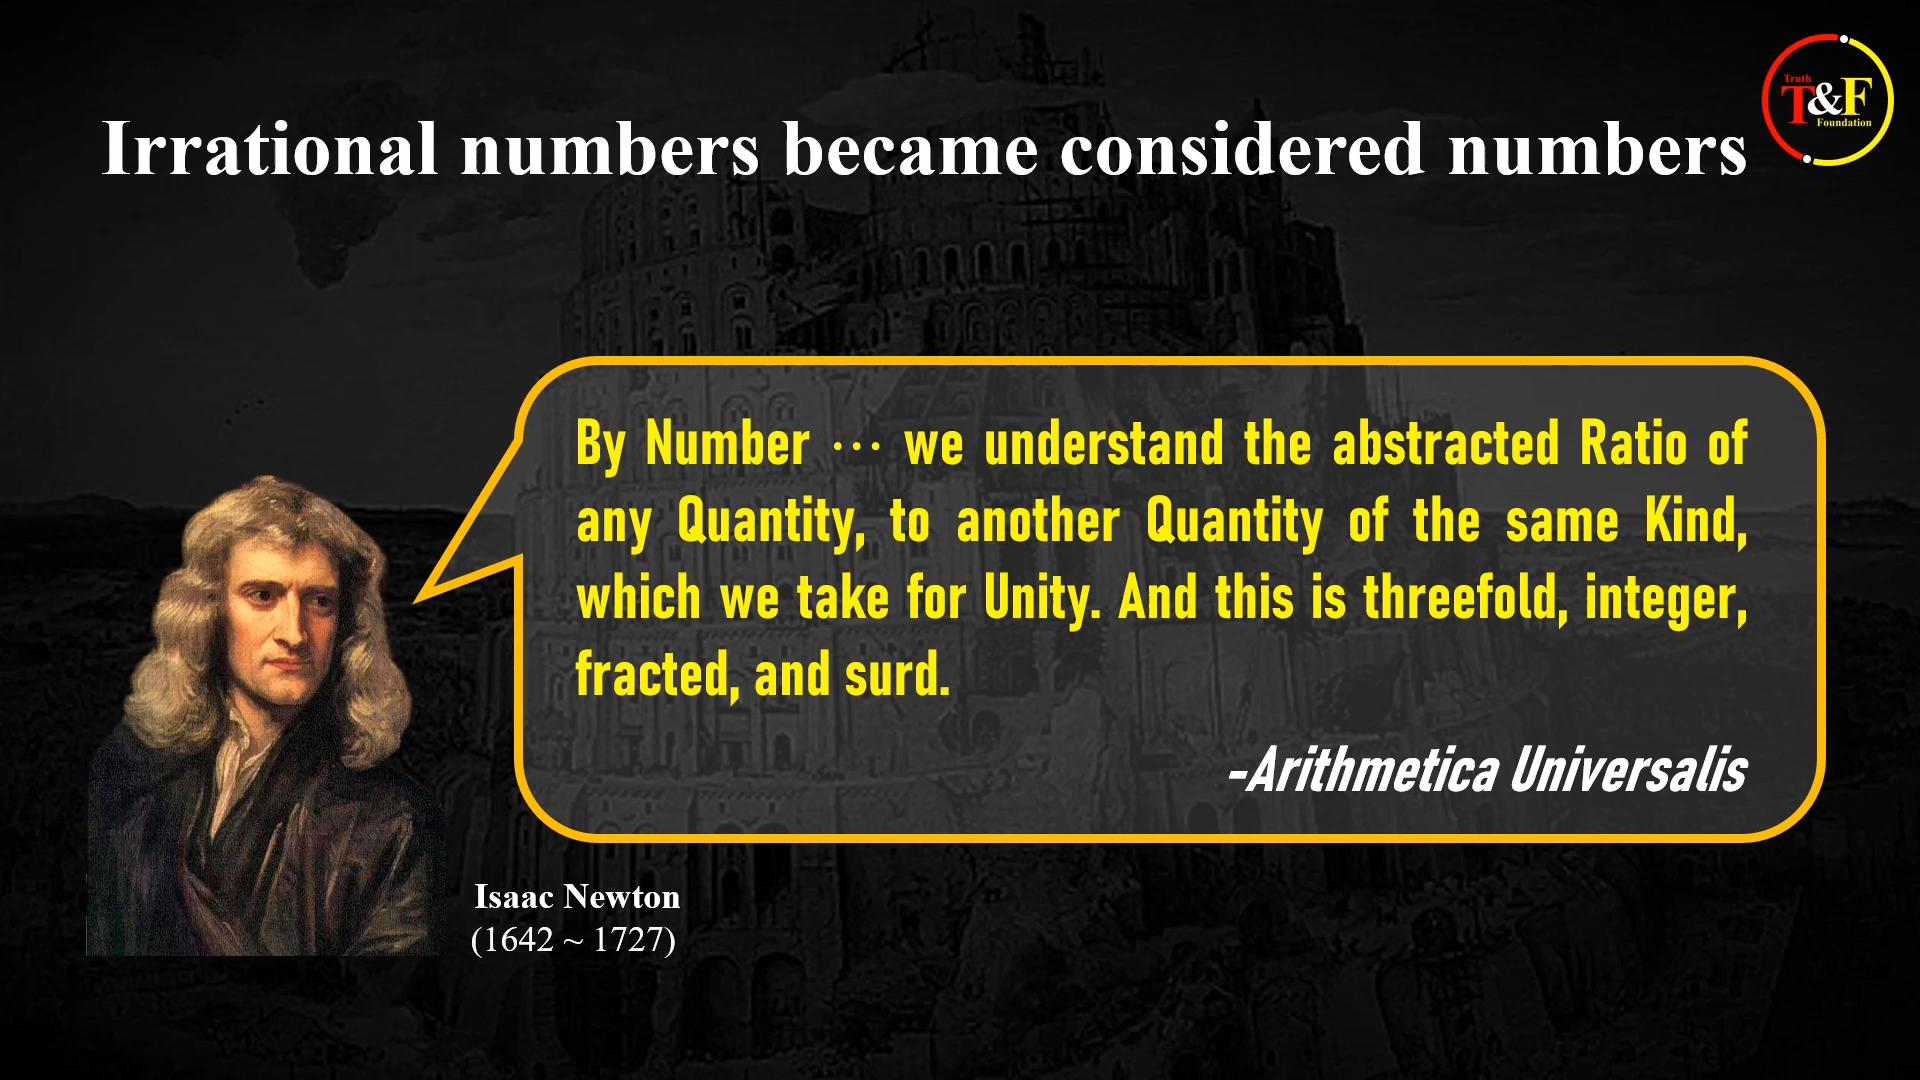 Truth
T&F
Foundation
Irrational numbers became considered numbers
By Number ··· we understand the abstracted Ratio of
any Quantity, to another Quantity of the same Kind,
which we take for Unity. And this is threefold, integer,
fracted, and surd.
-Arithmetica Universalis
Isaac Newton
(1642 ~ 1727)